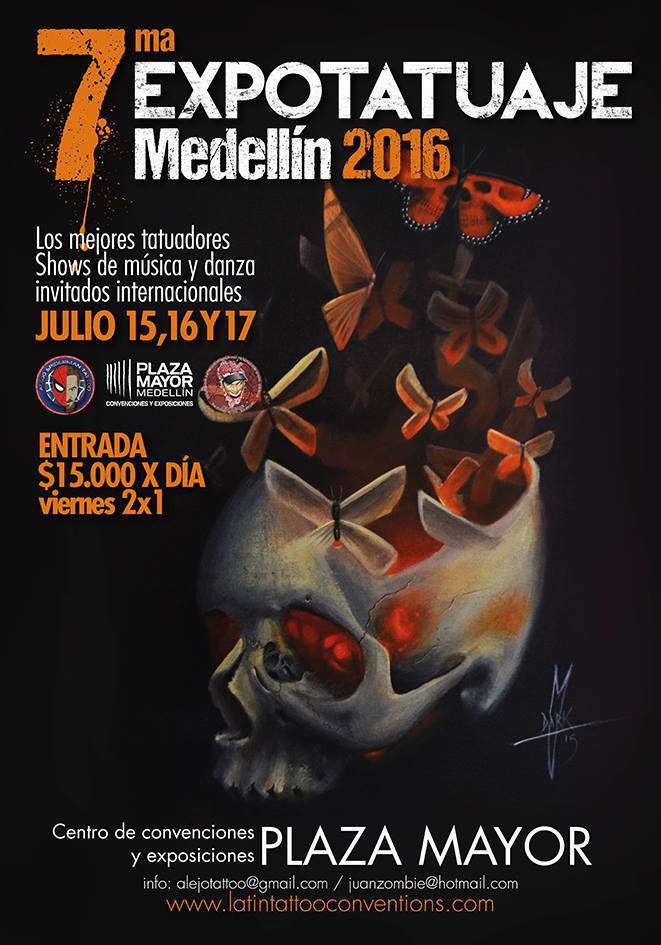 7ma
EXPOTATUAJE
Medellín 2016
Los mejores tatuadores
Shows de música y danza
invitados internacionales
JULIO 15,16 Y 17
PLAZA
MAYOR
MEDELLÍN
CONVENCIONES Y EXPOSICIONES
ENTRADA
$15.000 X DÍA
viernes 2x1
M
DARK
15
Centro de convenciones
y exposiciones PLAZA MAYOR
info: alejotattoo@gmail.com / juanzombie@hotmail.com
www.latintattooconventions.com